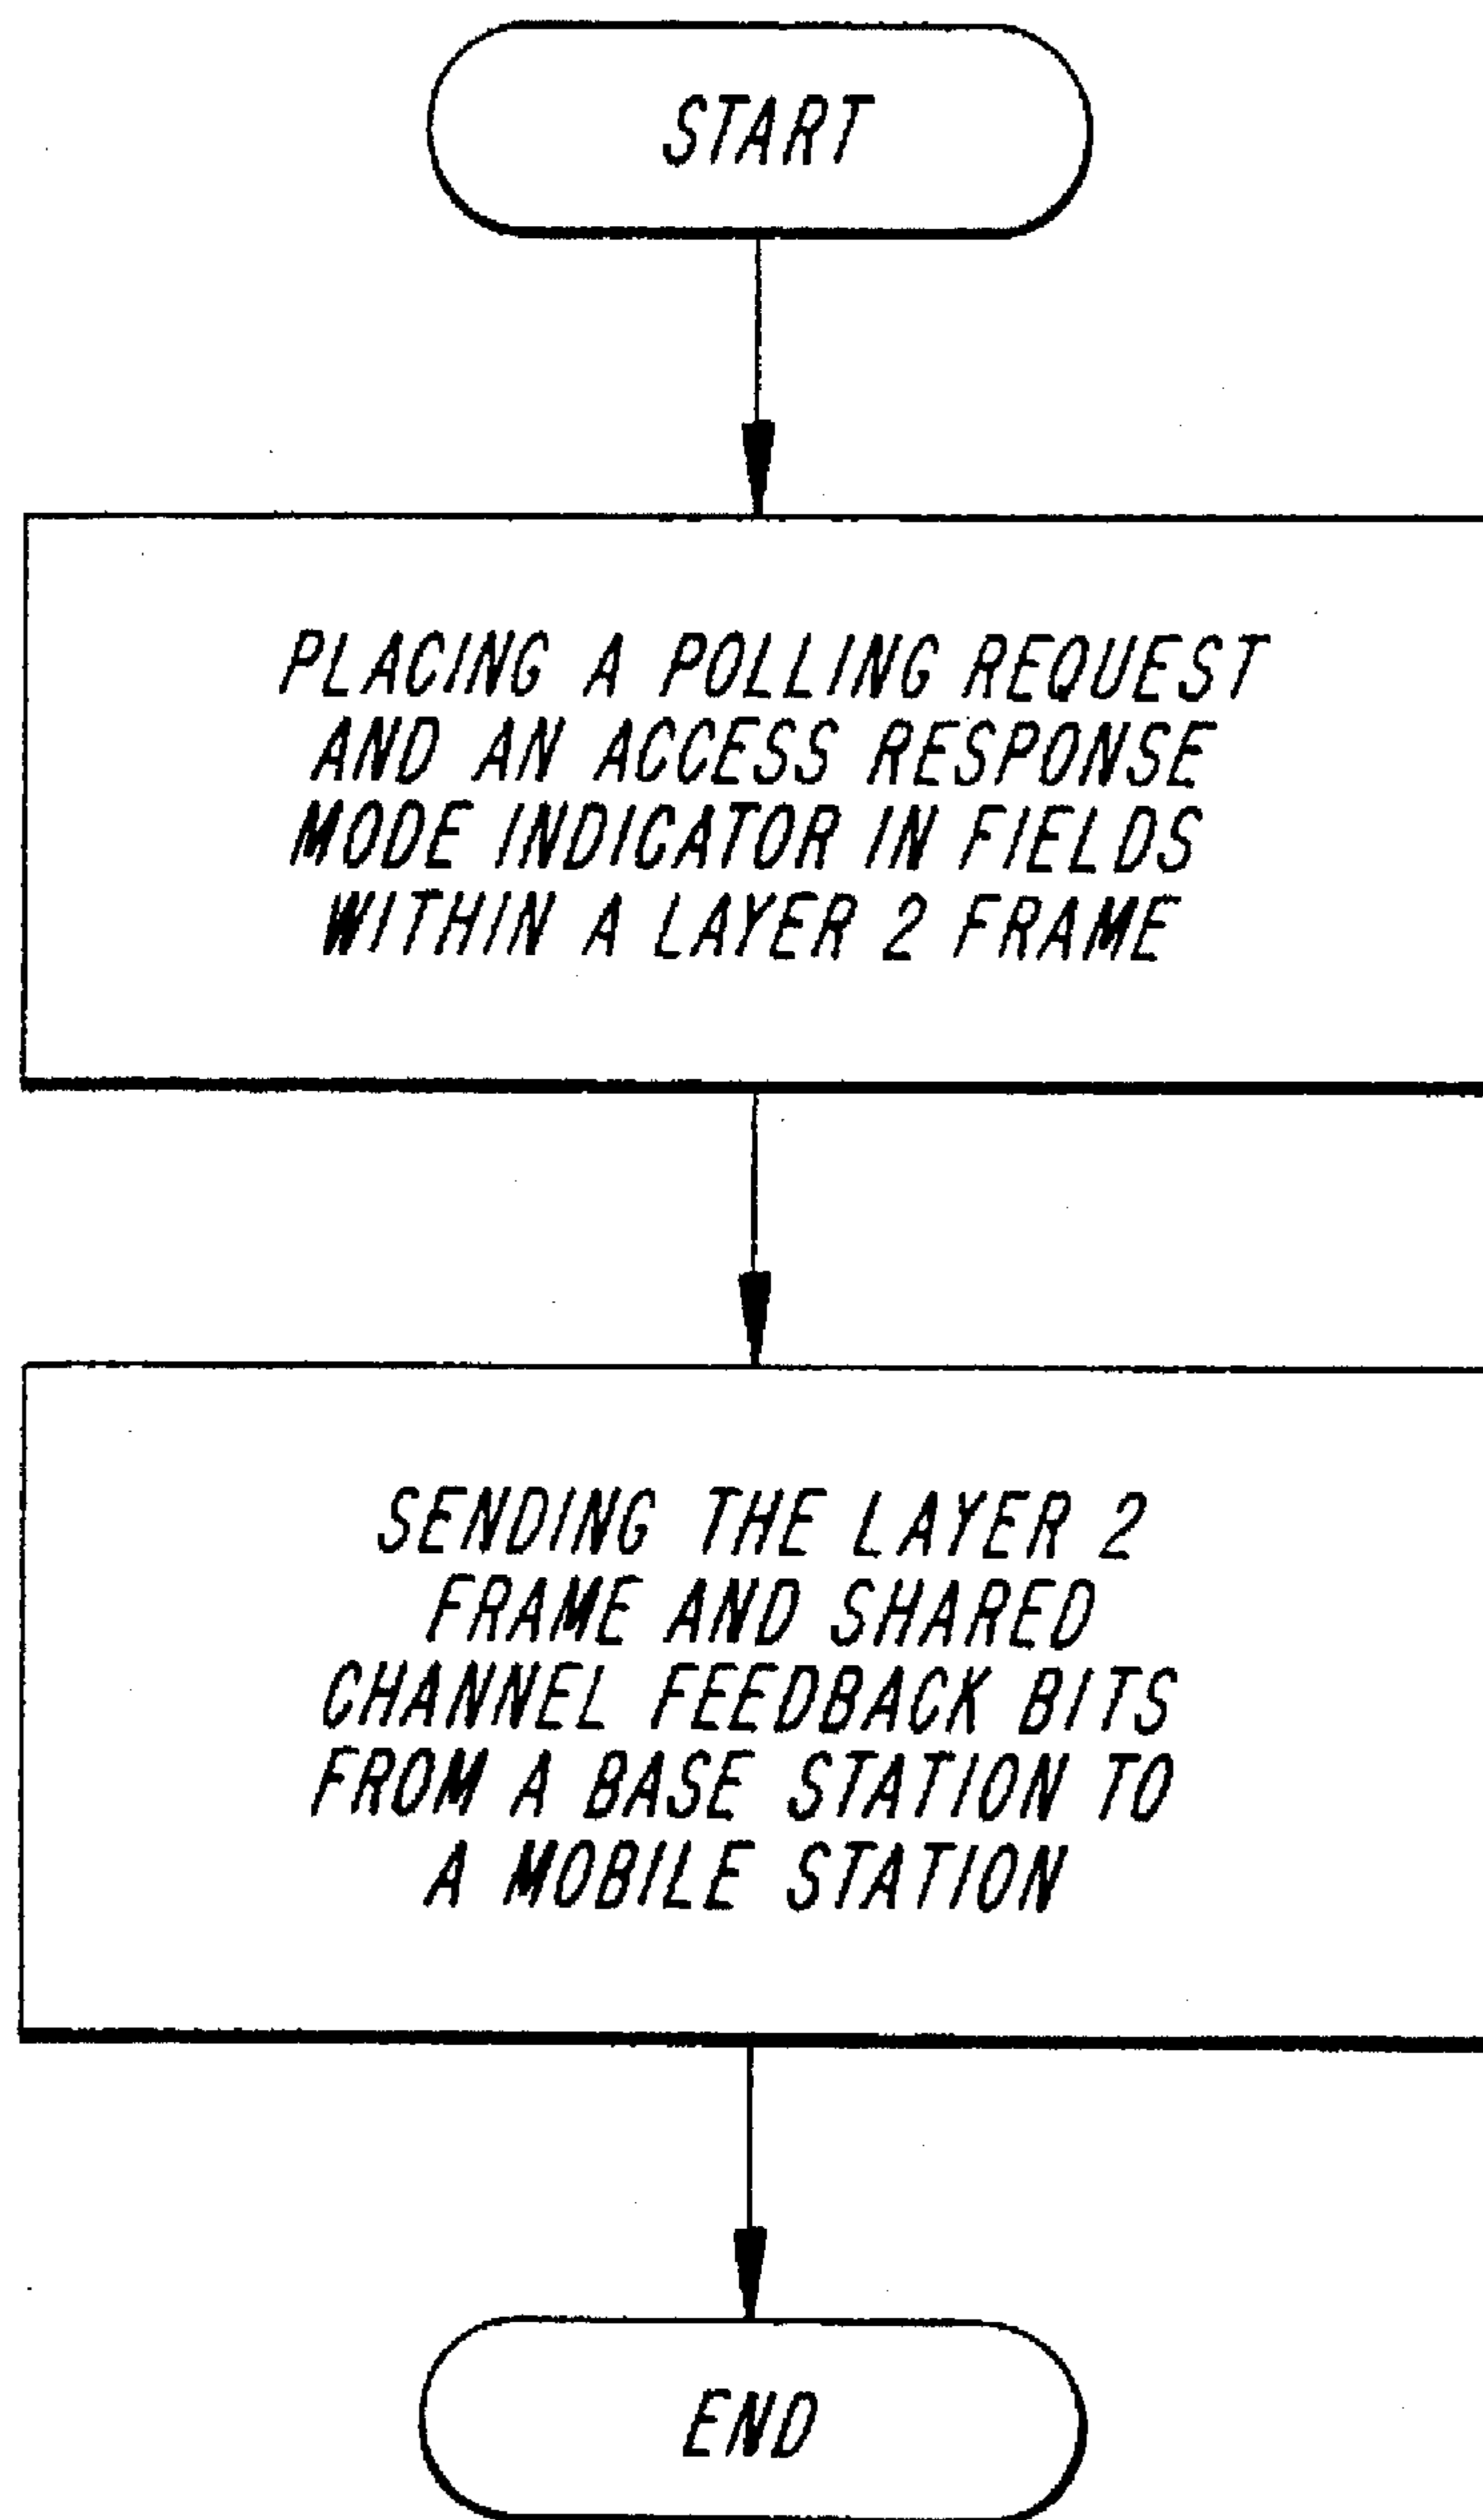 START
PLACING A POLLING REQUEST
AND AN ACCESS RESPONSE
MODE INDICATOR IN FIELDS
WITHIN A LAYER 2 FRAME
SENDING THE LAYER 2
FRAME AND SHARED
CHANNEL FEEDBACK BITS
FROM A BASE STATION TO
A MOBILE STATION
END